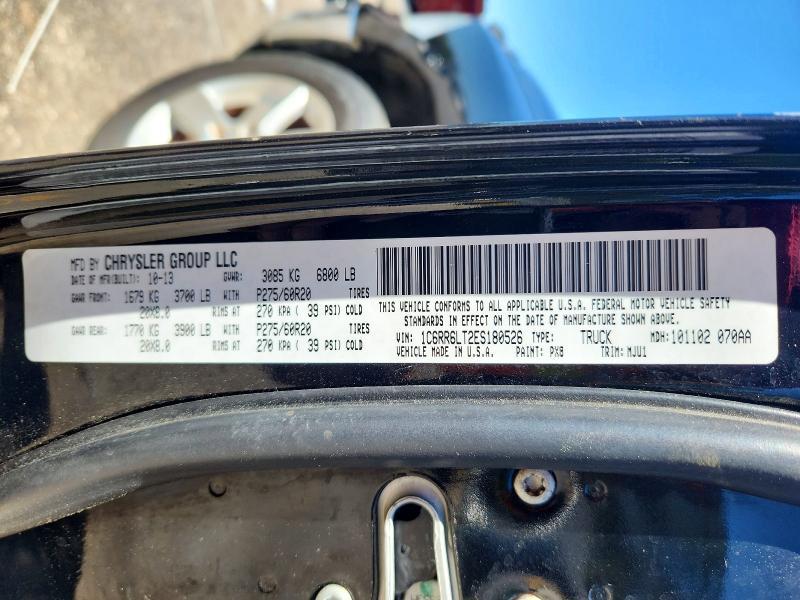 MFD BY CHRYSLER GROUP LLC
DATE OF MFR(BUILT): 10-13 GVWR: 3085 KG 6800 LB
GAWR FRONT: 1679 KG 3700 LB WITH P275/60R20 TIRES
20X8.0 RIMS AT 270 KPA ( 39 PSI) COLD
GAWR REAR: 1770 KG 3900 LB WITH P275/60R20 TIRES
20X8.0 RIMS AT 270 KPA ( 39 PSI) COLD
THIS VEHICLE CONFORMS TO ALL APPLICABLE U.S.A. FEDERAL MOTOR VEHICLE SAFETY
STANDARDS IN EFFECT ON THE DATE OF MANUFACTURE SHOWN ABOVE.
VIN: 1C6RR6LT2ES180526 TYPE: TRUCK MDH: 101102 070AA
VEHICLE MADE IN U.S.A. PAINT: PX8 TRIM: MJU1